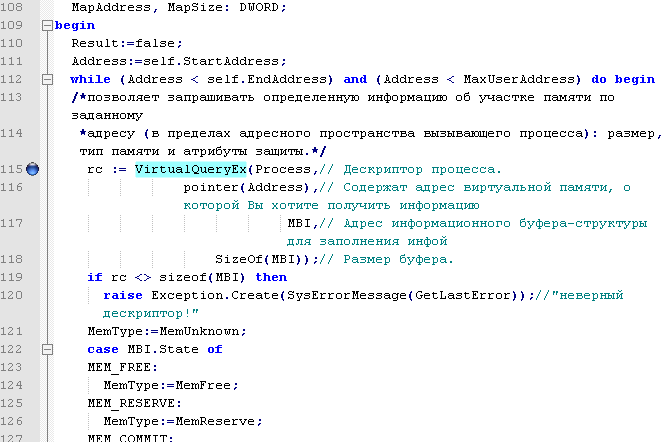 108 MapAddress, MapSize: DWORD;
109 begin
110 Result:=false;
111 Address:=self.StartAddress;
112 while (Address < self.EndAddress) and (Address < MaxUserAddress) do begin
113 /*позволяет запрашивать определенную информацию об участке памяти по
заданному
114 *адресу (в пределах адресного пространства вызывающего процесса): размер,
тип памяти и атрибуты защиты.*/
115 rc := VirtualQueryEx(Process,// Дескриптор процесса.
116 pointer(Address),// Содержат адрес виртуальной памяти, о
которой Вы хотите получить информацию
117 MBI,// Адрес информационного буфера-структуры
для заполнения инфой
118 SizeOf(MBI));// Размер буфера.
119 if rc <> sizeof(MBI) then
120 raise Exception.Create(SysErrorMessage(GetLastError));//"неверный
дескриптор!"
121 MemType:=MemUnknown;
122 case MBI.State of
123 MEM_FREE:
124 MemType:=MemFree;
125 MEM_RESERVE:
126 MemType:=MemReserve;
127 MEM_COMMIT: